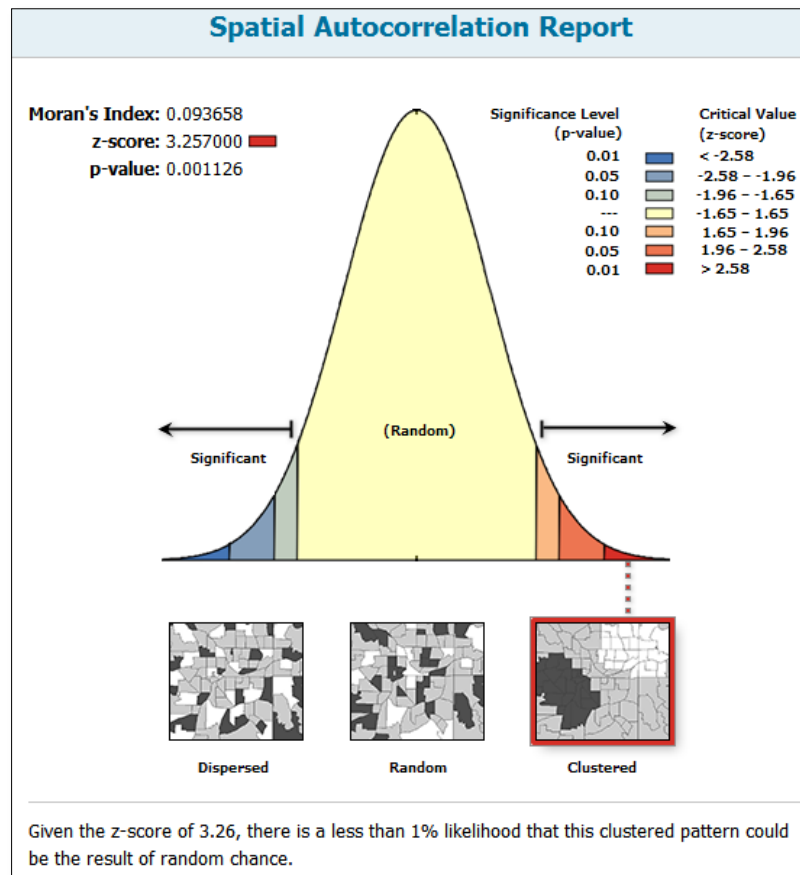 Spatial Autocorrelation Report
Moran's Index: 0.093658
z-score: 3.257000
p-value: 0.001126
Significance Level
(p-value)
Critical Value
(z-score)
0.01 < -2.58
0.05 -2.58 – -1.96
0.10 -1.96 – -1.65
--- -1.65 – 1.65
0.10 1.65 – 1.96
0.05 1.96 – 2.58
0.01 > 2.58
(Random)
Significant
Significant
Dispersed
Random
Clustered
Given the z-score of 3.26, there is a less than 1% likelihood that this clustered pattern could
be the result of random chance.